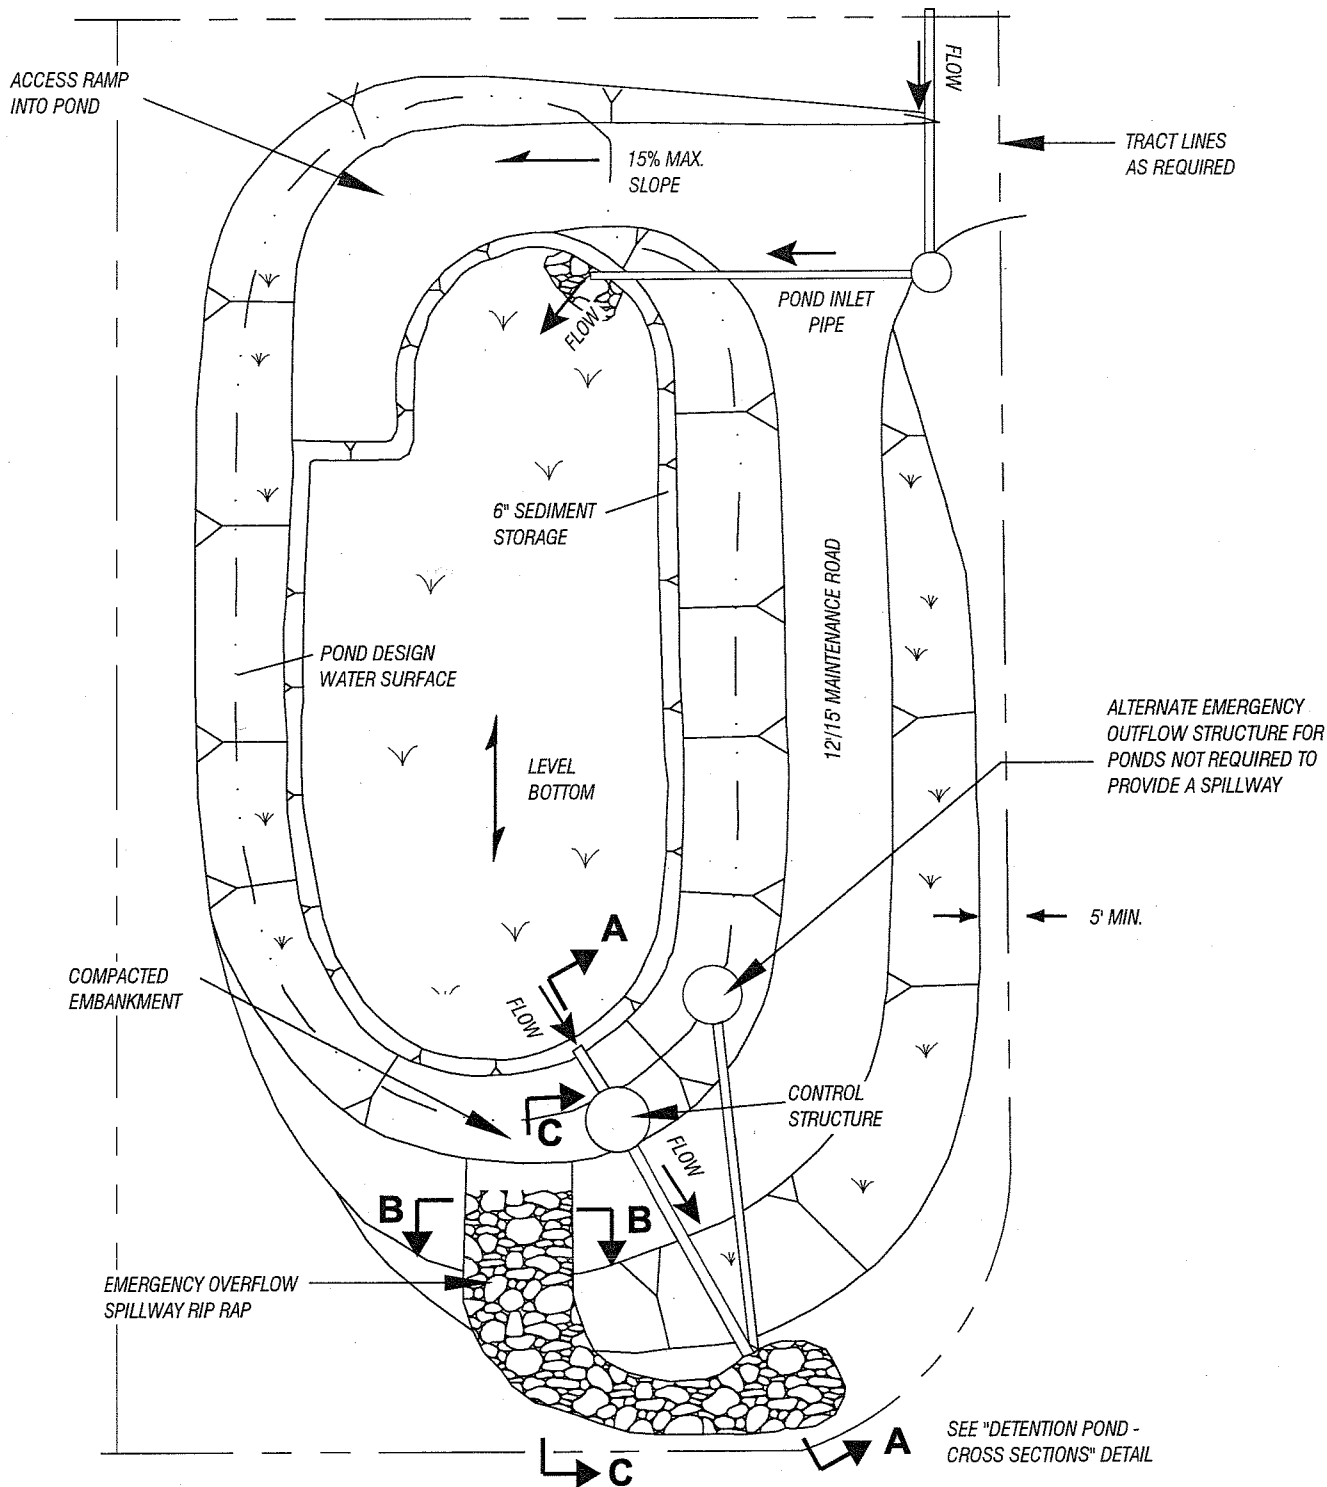 FLOW
ACCESS RAMP
INTO POND
TRACT LINES
AS REQUIRED
15% MAX.
SLOPE
POND INLET
PIPE
FLOW
6" SEDIMENT
STORAGE
12'/15' MAINTENANCE ROAD
POND DESIGN
WATER SURFACE
ALTERNATE EMERGENCY
OUTFLOW STRUCTURE FOR
PONDS NOT REQUIRED TO
PROVIDE A SPILLWAY
LEVEL
BOTTOM
5' MIN.
A
COMPACTED
EMBANKMENT
FLOW
CONTROL
STRUCTURE
C
FLOW
B
B
EMERGENCY OVERFLOW
SPILLWAY RIP RAP
A
SEE "DETENTION POND -
CROSS SECTIONS" DETAIL
C